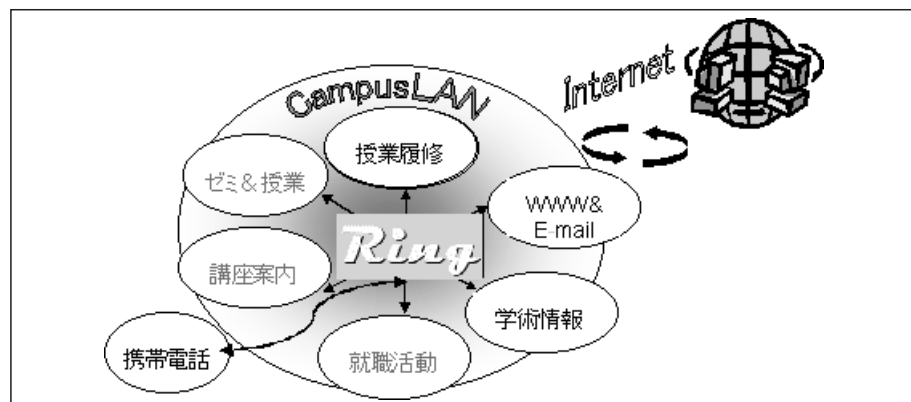 Internet
CampusLAN
授業履修
ゼミ&授業
WWW&
E-mail
Ring
講座案内
学術情報
携帯電話
就職活動